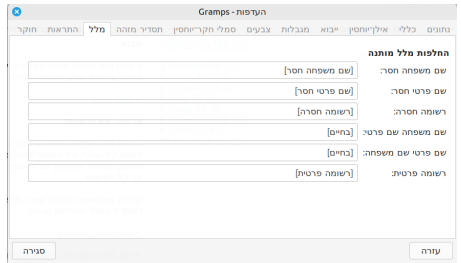 העדפות - Gramps
נתונים כללי אילן־יוחסין ייבוא מגבלות צבעים סמלי חקר־יוחסין תסדיר מזהה מלל התראות חוקר
החלפות מלל מותנה
שם משפחה חסר: [שם משפחה חסר]
שם פרטי חסר: [שם פרטי חסר]
רשומה חסרה: [רשומה חסרה]
שם משפחה שם פרטי: [בחיים]
שם פרטי שם משפחה: [בחיים]
רשומה פרטית: [רשומה פרטית]
עזרה סגירה